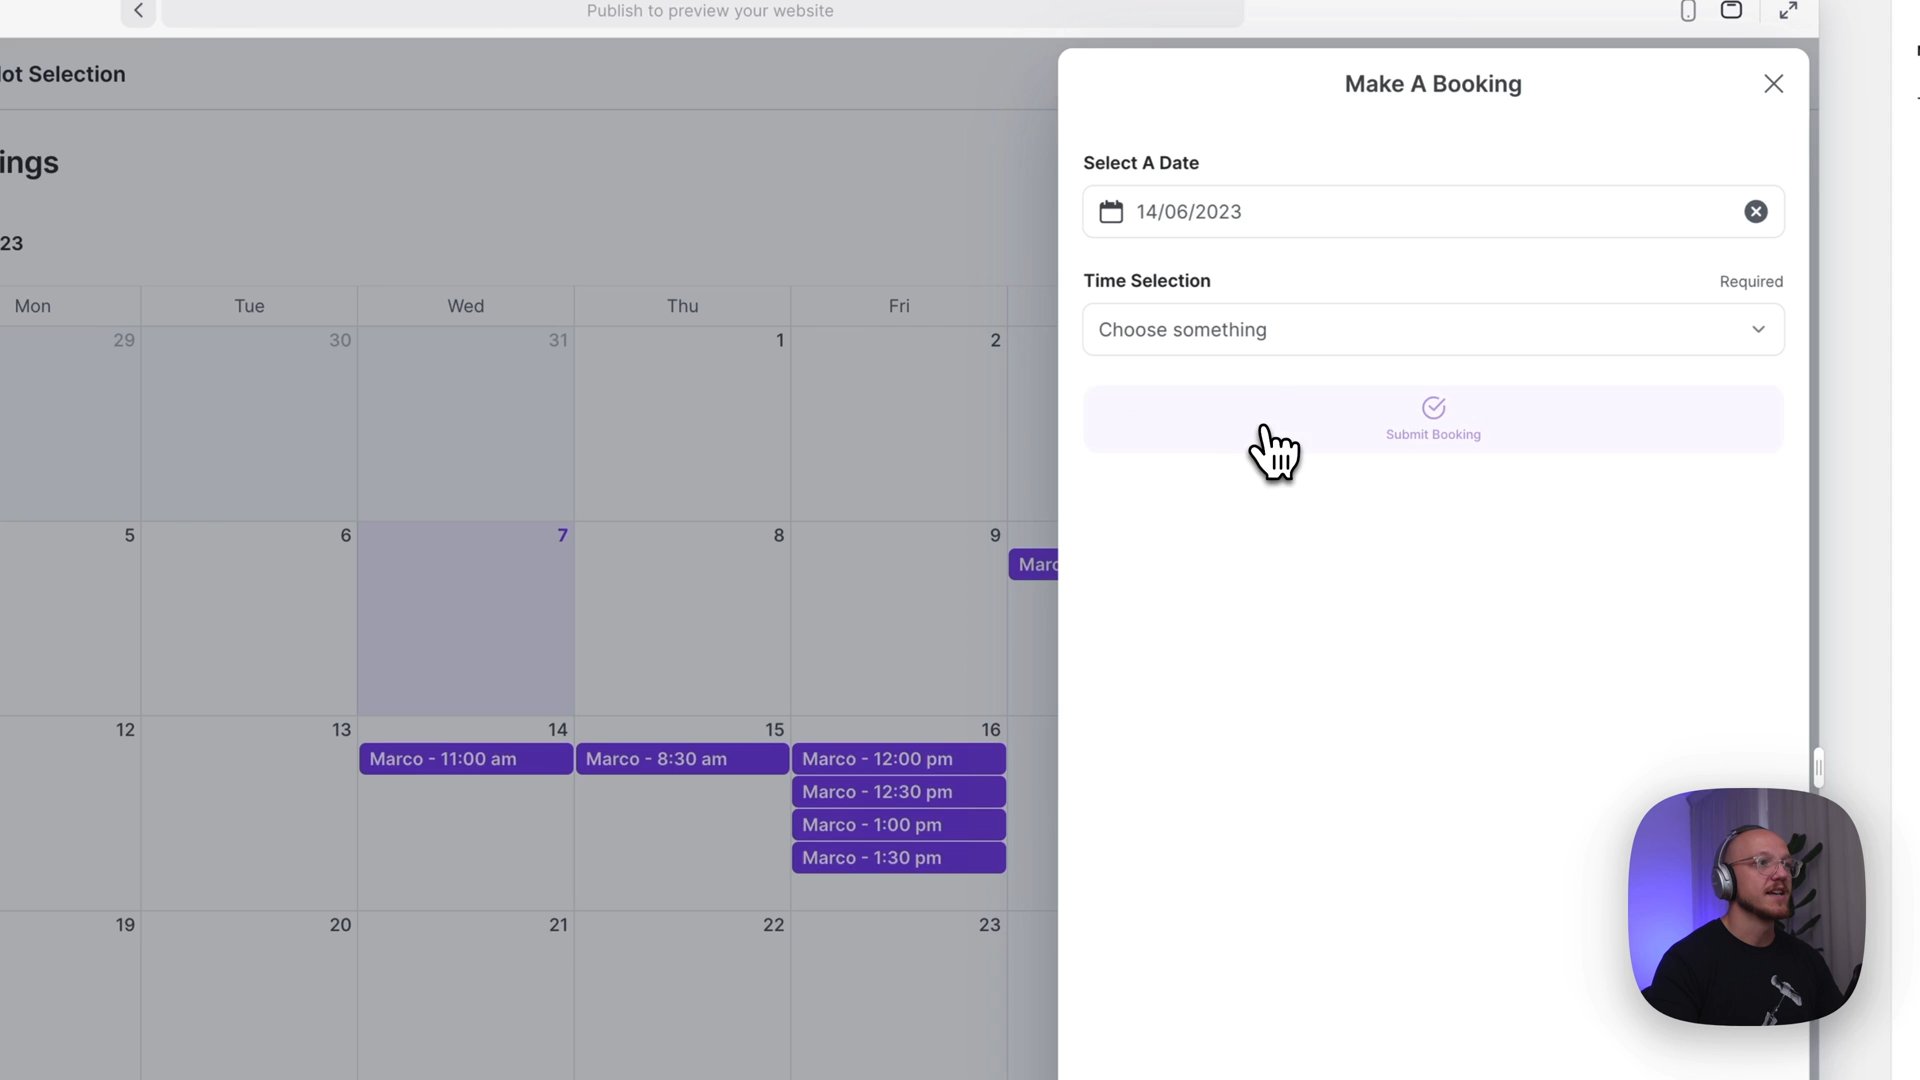 Publish to preview your website
lot Selection
ings
23
Mon Tue Wed Thu Fri
29 30 31 1 2
5 6 7 8 9
Marc
12 13 14 15 16
Marco - 11:00 am Marco - 8:30 am Marco - 12:00 pm
Marco - 12:30 pm
Marco - 1:00 pm
Marco - 1:30 pm
19 20 21 22 23
Make A Booking
Select A Date
14/06/2023
Time Selection Required
Choose something
Submit Booking